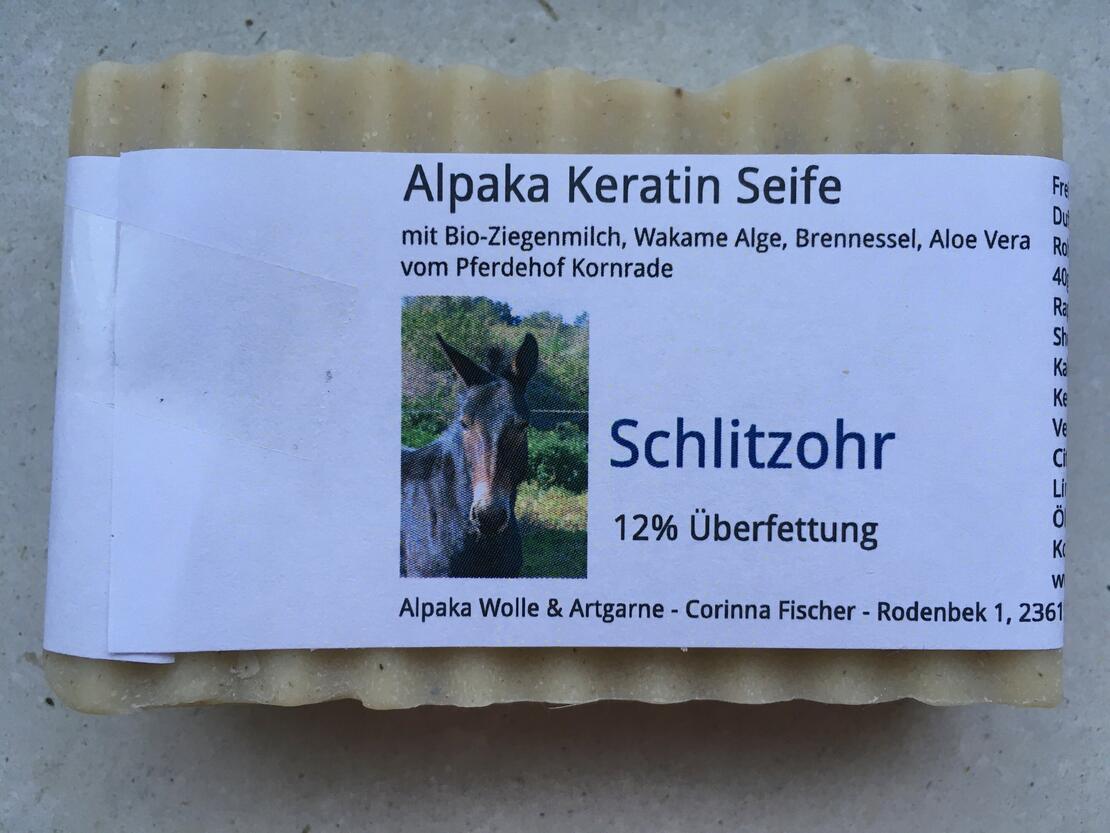 Alpaka Keratin Seife
mit Bio-Ziegenmilch, Wakame Alge, Brennessel, Aloe Vera
vom Pferdehof Kornrade
Schlitzohr
12% Überfettung
Alpaka Wolle & Artgarne - Corinna Fischer - Rodenbek 1,